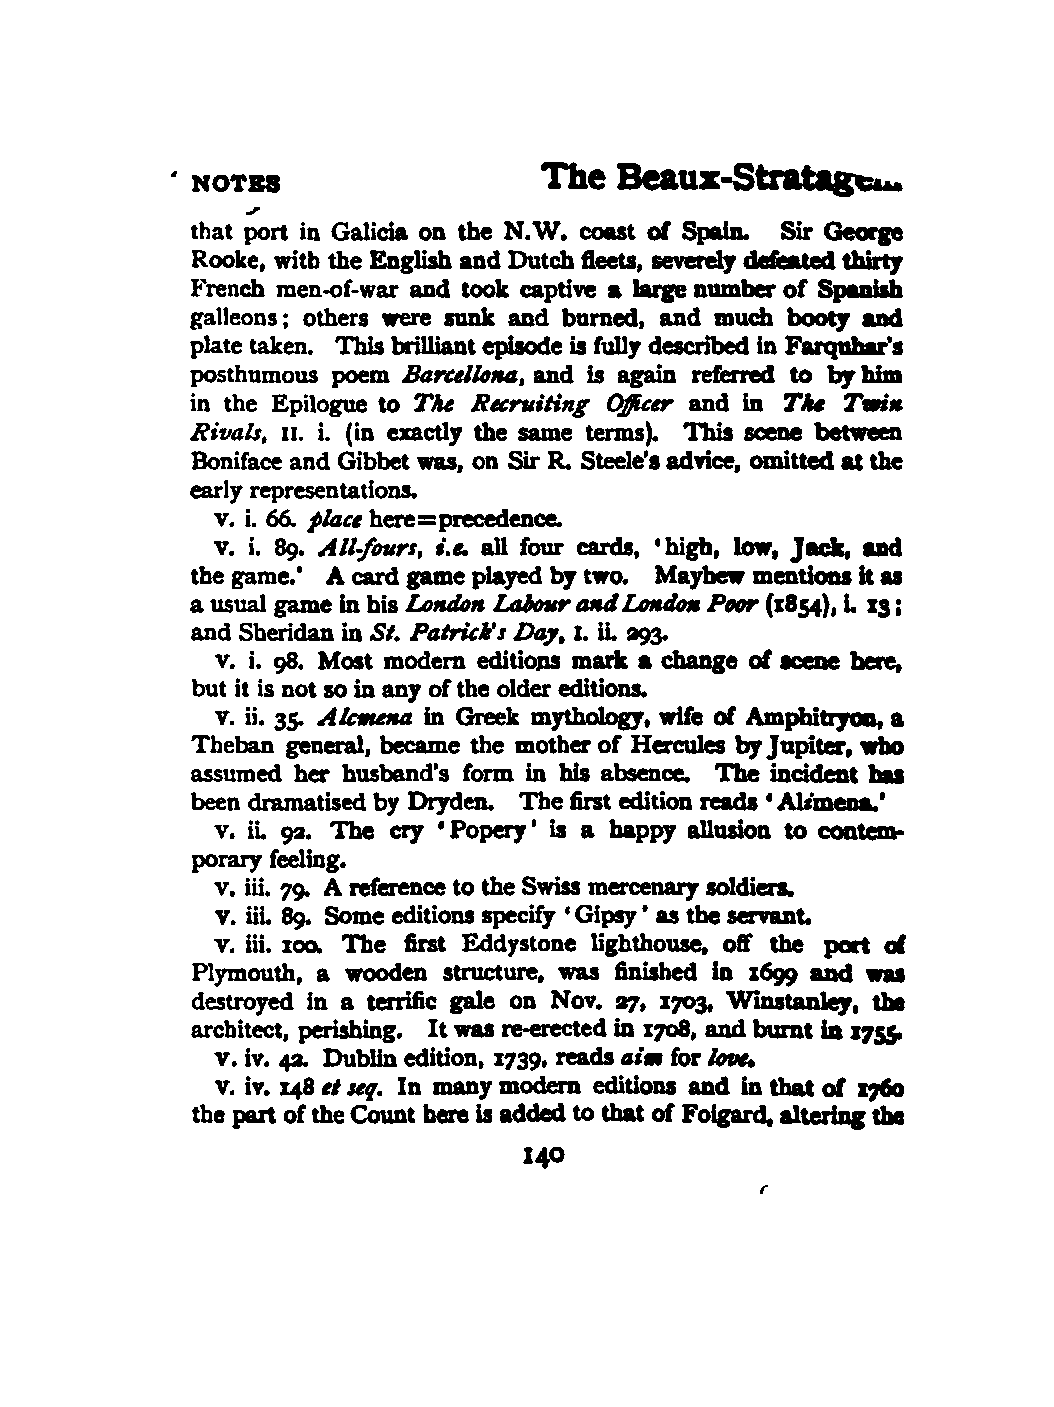 NOTES The Beaux-Stratagem
that port in Galicia on the N.W. coast of Spain. Sir George
Rooke, with the English and Dutch fleets, severely defeated thirty
French men-of-war and took captive a large number of Spanish
galleons; others were sunk and burned, and much booty and
plate taken. This brilliant episode is fully described in Farquhar's
posthumous poem Barcellona, and is again referred to by him
in the Epilogue to The Recruiting Officer and in The Twin
Rivals, II. i. (in exactly the same terms). This scene between
Boniface and Gibbet was, on Sir R. Steele's advice, omitted at the
early representations.
V. i. 66. place here=precedence.
V. i. 89. All-fours, i.e. all four cards, 'high, low, Jack, and
the game.' A card game played by two. Mayhew mentions it as
a usual game in his London Labour and London Poor (1854), i. 13;
and Sheridan in St. Patrick's Day, I. ii. 293.
V. i. 98. Most modern editions mark a change of scene here,
but it is not so in any of the older editions.
V. ii. 35. Alcmena in Greek mythology, wife of Amphitryon, a
Theban general, became the mother of Hercules by Jupiter, who
assumed her husband's form in his absence. The incident has
been dramatised by Dryden. The first edition reads 'Alimena.'
V. ii. 92. The cry 'Popery' is a happy allusion to contem-
porary feeling.
V. iii. 79. A reference to the Swiss mercenary soldiers.
V. iii. 89. Some editions specify 'Gipsy' as the servant.
V. iii. 100. The first Eddystone lighthouse, off the port of
Plymouth, a wooden structure, was finished in 1699 and was
destroyed in a terrific gale on Nov. 27, 1703, Winstanley, the
architect, perishing. It was re-erected in 1708, and burnt in 1755.
V. iv. 42. Dublin edition, 1739, reads aim for love.
V. iv. 148 et seq. In many modern editions and in that of 1760
the part of the Count here is added to that of Foigard, altering the
140